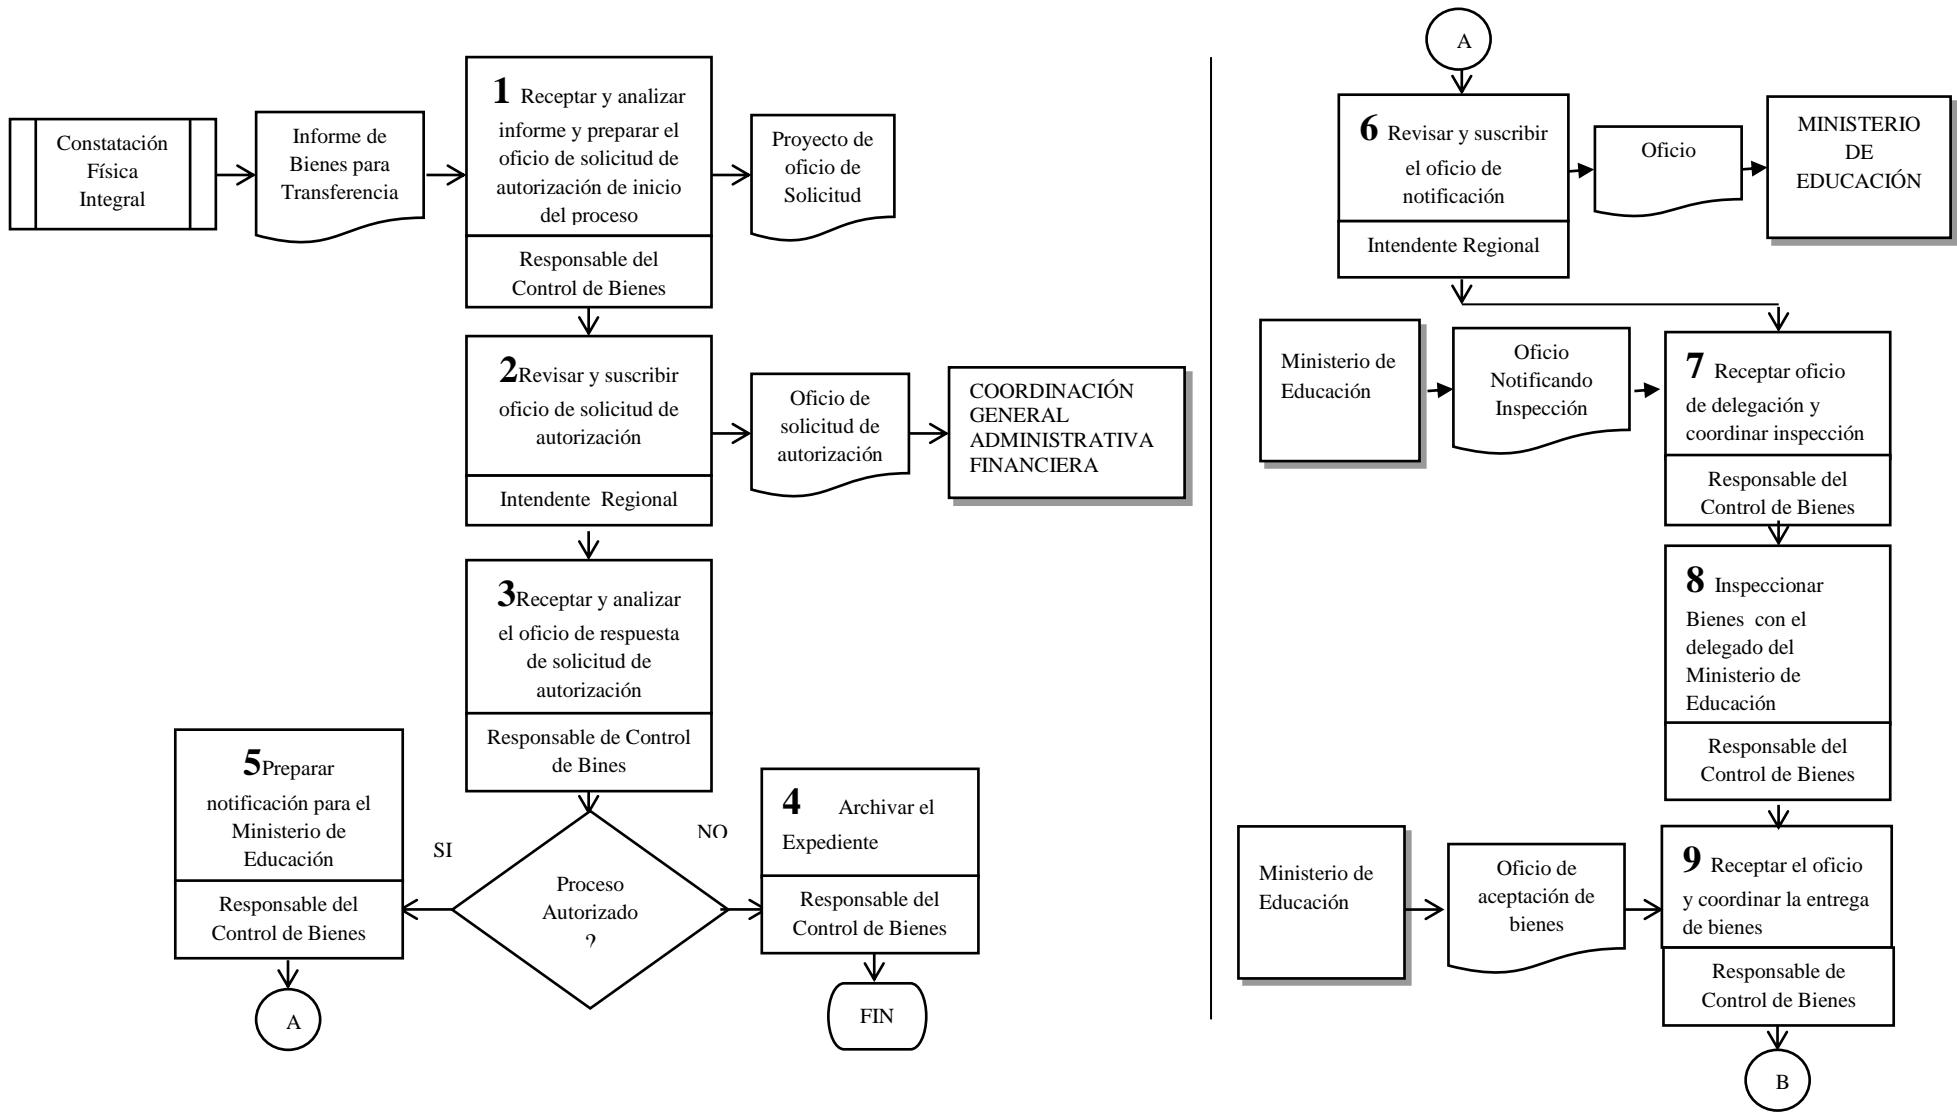 Constatación
Física
Integral
Informe de
Bienes para
Transferencia
1 Receptar y analizar
informe y preparar el
oficio de solicitud de
autorización de inicio
del proceso
Responsable del
Control de Bienes
Proyecto de
oficio de
Solicitud
2Revisar y suscribir
oficio de solicitud de
autorización
Intendente Regional
Oficio de
solicitud de
autorización
COORDINACIÓN
GENERAL
ADMINISTRATIVA
FINANCIERA
3Receptar y analizar
el oficio de respuesta
de solicitud de
autorización
Responsable de Control
de Bines
5Preparar
notificación para el
Ministerio de
Educación
Responsable del
Control de Bienes
A
SI
Proceso
Autorizado
?
NO
4 Archivar el
Expediente
Responsable del
Control de Bienes
FIN
A
6 Revisar y suscribir
el oficio de
notificación
Intendente Regional
Oficio
MINISTERIO
DE
EDUCACIÓN
Ministerio de
Educación
Oficio
Notificando
Inspección
7 Receptar oficio
de delegación y
coordinar inspección
Responsable del
Control de Bienes
8 Inspeccionar
Bienes con el
delegado del
Ministerio de
Educación
Responsable del
Control de Bienes
Ministerio de
Educación
Oficio de
aceptación de
bienes
9 Receptar el oficio
y coordinar la entrega
de bienes
Responsable de
Control de Bienes
B